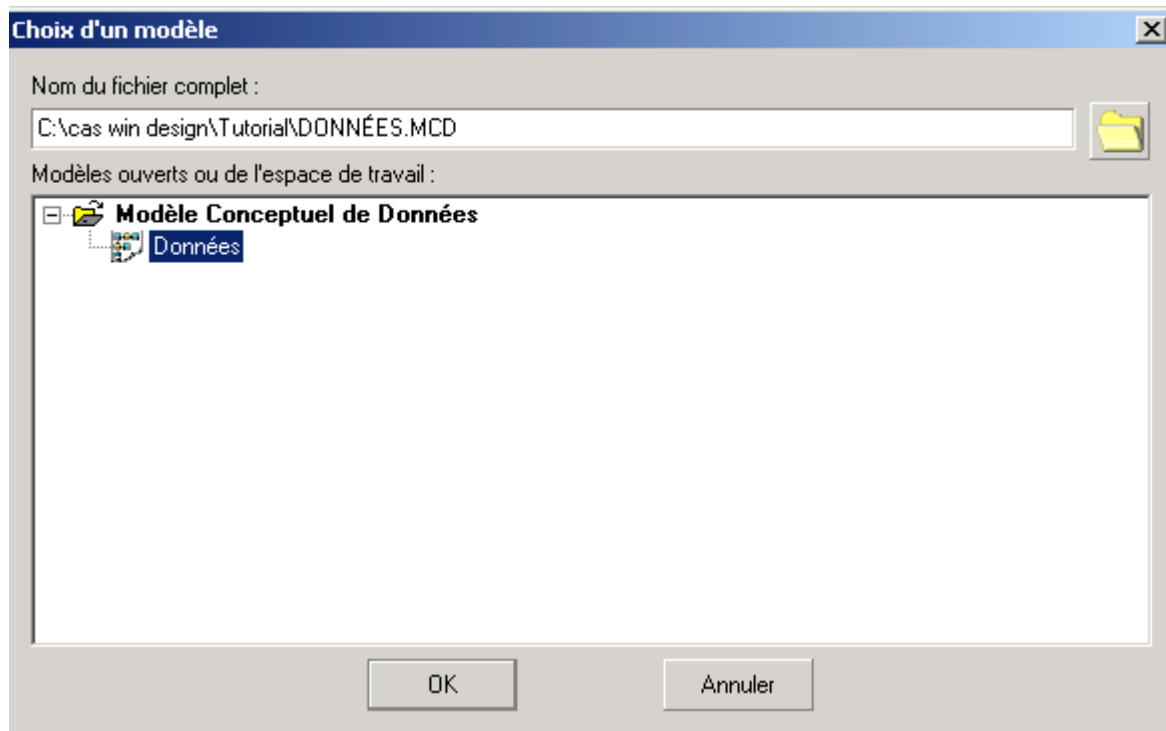 Choix d'un modèle
Nom du fichier complet :
C:\cas win design\Tutorial\DONNÉES.MCD
Modèles ouverts ou de l'espace de travail :
Modèle Conceptuel de Données
Données
OK
Annuler